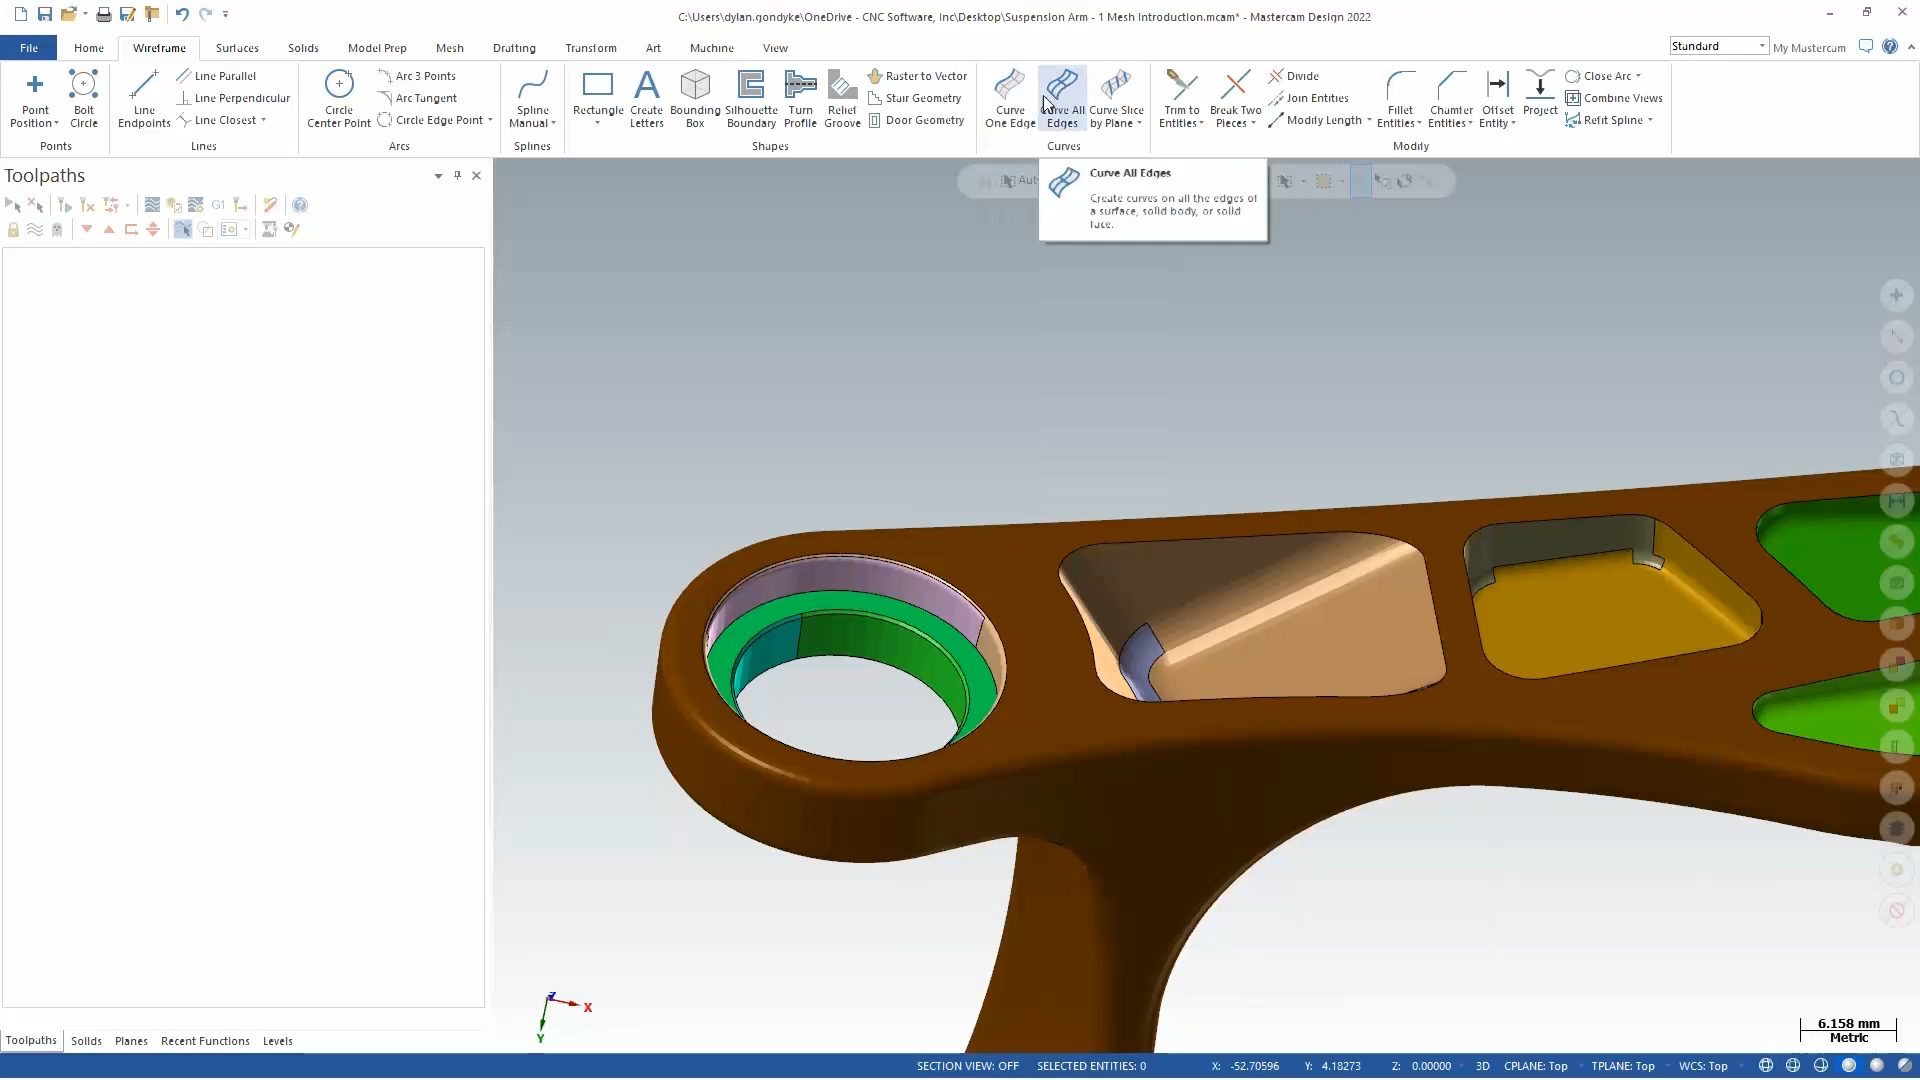 C:\Users\dylan.gondyke\OneDrive - CNC Software, Inc\Desktop\Suspension Arm - 1 Mesh Introduction.mcam* - Mastercam Design 2022
File Home Wireframe Surfaces Solids Model Prep Mesh Drafting Transform Art Machine View
Standard My Mastercam
Point Position
Bolt Circle
Points
Line Endpoints
Line Parallel
Line Perpendicular
Line Closest
Lines
Circle Center Point
Arc 3 Points
Arc Tangent
Circle Edge Point
Arcs
Spline Manual
Splines
Rectangle
Create Letters
Bounding Box
Silhouette Boundary
Turn Profile
Relief Groove
Raster to Vector
Stair Geometry
Door Geometry
Shapes
Curve One Edge
Curve All Edges
Curve Slice by Plane
Curves
Trim to Entities
Break Two Pieces
Divide
Join Entities
Modify Length
Fillet Entities
Chamfer Entities
Offset Entity
Project
Close Arc
Combine Views
Refit Spline
Modify
Toolpaths
G1
Curve All Edges
Create curves on all the edges of
a surface, solid body, or solid
face.
Z
X
Y
6.158 mm
Metric
Toolpaths Solids Planes Recent Functions Levels
SECTION VIEW: OFF SELECTED ENTITIES: 0 X: -52.70596 Y: 4.18273 Z: 0.00000 3D CPLANE: Top TPLANE: Top WCS: Top